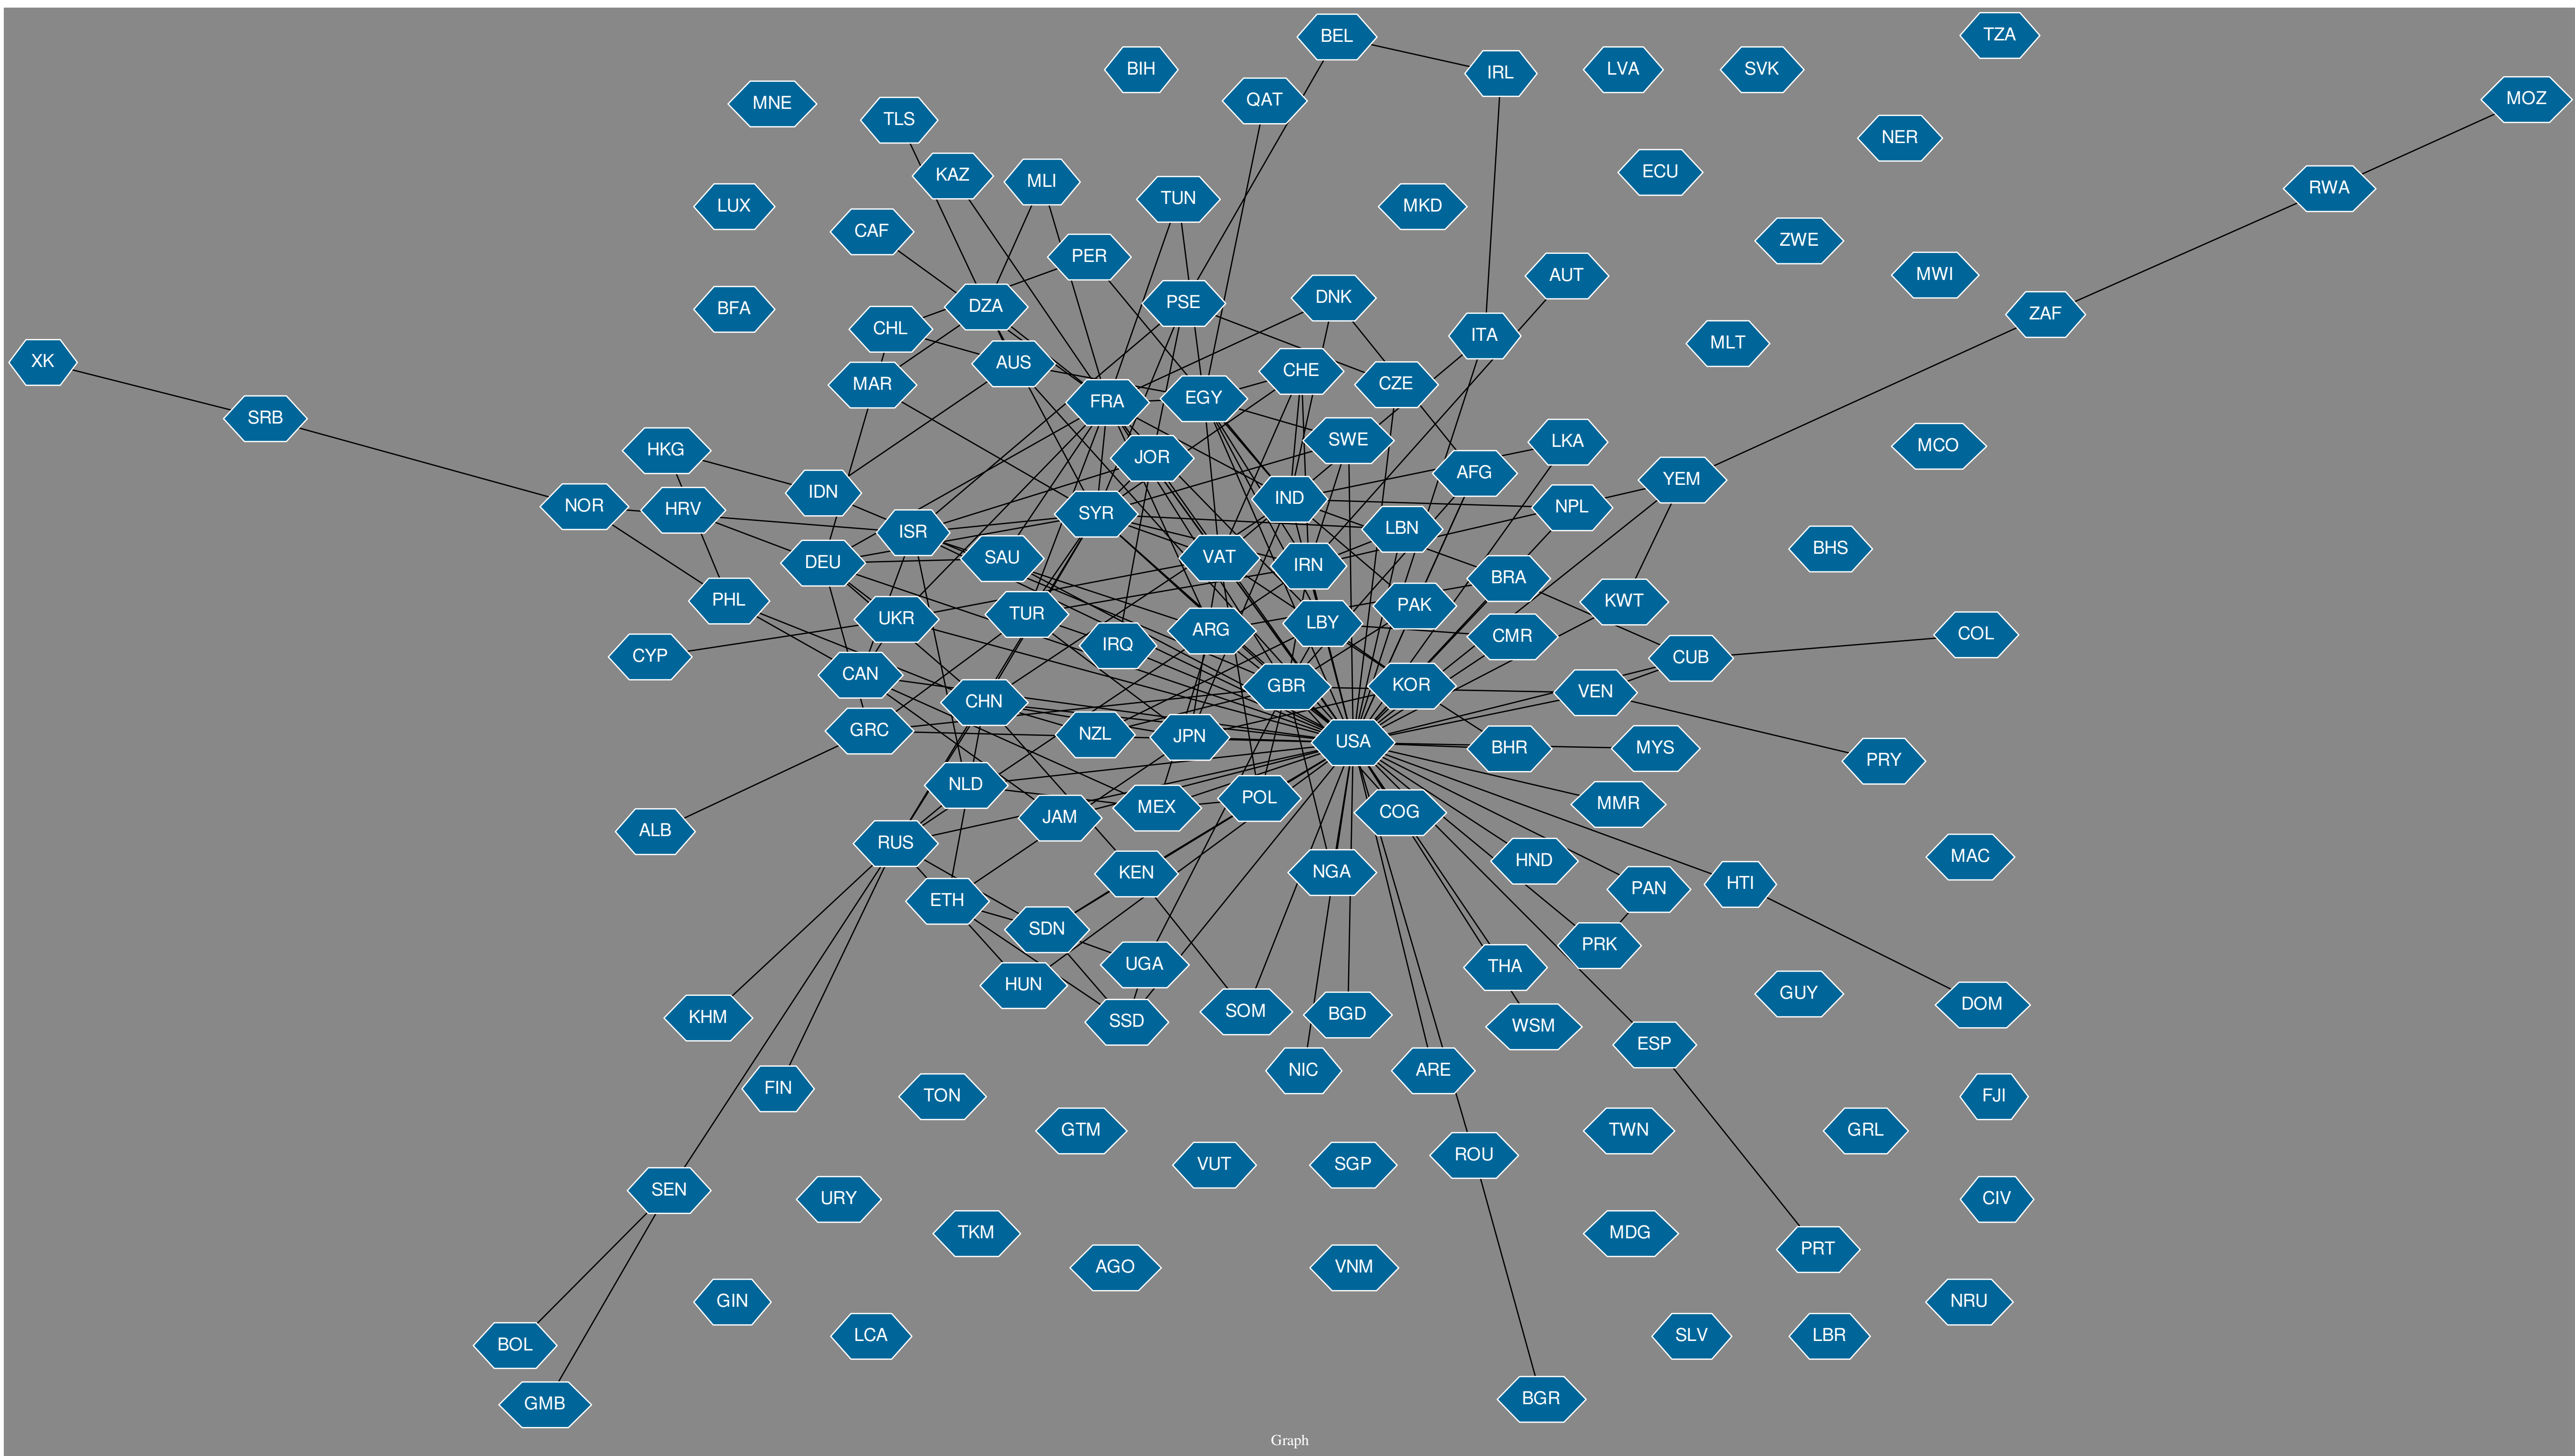 TZA
BEL
BIH
IRL
LVA
SVK
QAT
MNE
MOZ
TLS
NER
KAZ
MLI
ECU
RWA
TUN
LUX
MKD
CAF
ZWE
PER
MWI
AUT
DNK
PSE
DZA
BFA
ZAF
CHL
ITA
MLT
XK
AUS
CHE
MAR
CZE
EGY
FRA
SRB
SWE
LKA
MCO
HKG
JOR
AFG
YEM
IDN
IND
NOR
NPL
HRV
SYR
LBN
ISR
BHS
SAU
VAT
DEU
IRN
BRA
PHL
KWT
PAK
TUR
UKR
LBY
ARG
COL
CMR
IRQ
CYP
CUB
CAN
KOR
GBR
VEN
CHN
GRC
NZL
JPN
USA
BHR
MYS
PRY
NLD
POL
MMR
MEX
COG
JAM
ALB
RUS
MAC
HND
KEN
NGA
HTI
PAN
ETH
SDN
PRK
UGA
THA
HUN
GUY
DOM
SOM
BGD
KHM
SSD
WSM
ESP
NIC
ARE
FIN
TON
FJI
GTM
TWN
GRL
ROU
VUT
SGP
SEN
URY
CIV
TKM
MDG
PRT
AGO
VNM
GIN
NRU
LCA
SLV
LBR
BOL
BGR
GMB
Graph